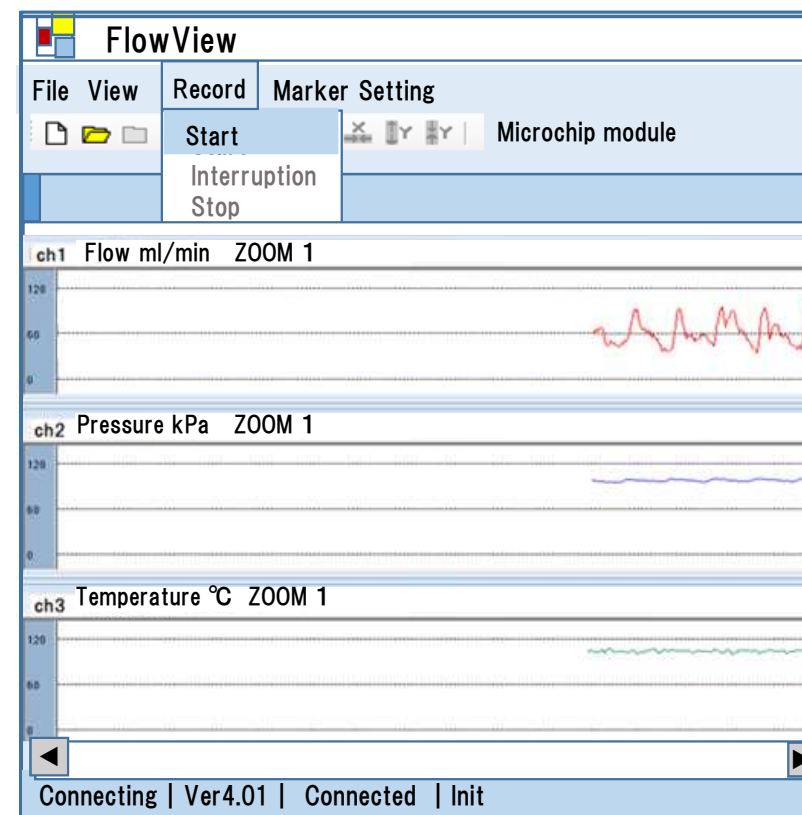 FlowView
File View Record Marker Setting
Start
Microchip module
Interruption
Stop
ch1 Flow ml/min ZOOM 1
120
60
0
ch2 Pressure kPa ZOOM 1
120
60
0
ch3 Temperature ℃ ZOOM 1
120
60
0
Connecting | Ver4.01 | Connected | Init